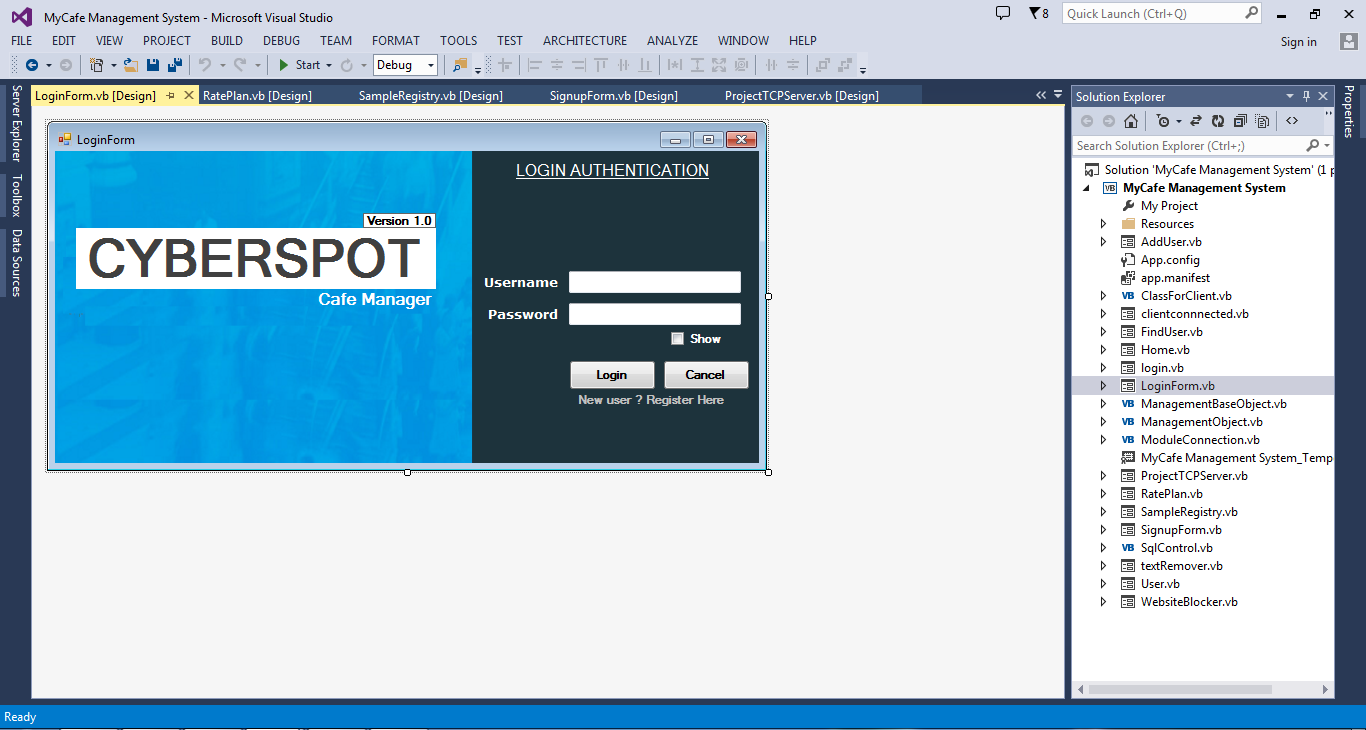 MyCafe Management System - Microsoft Visual Studio
8
Quick Launch (Ctrl+Q)
FILE EDIT VIEW PROJECT BUILD DEBUG TEAM FORMAT TOOLS TEST ARCHITECTURE ANALYZE WINDOW HELP
Sign in
Start Debug
Server Explorer
Toolbox
Data Sources
LoginForm.vb [Design] RatePlan.vb [Design] SampleRegistry.vb [Design] SignupForm.vb [Design] ProjectTCPServer.vb [Design]
LoginForm
Version 1.0
CYBERSPOT
Cafe Manager
LOGIN AUTHENTICATION
Username
Password
Show
Login Cancel
New user ? Register Here
Solution Explorer
Search Solution Explorer (Ctrl+;)
Solution 'MyCafe Management System' (1 p
VB MyCafe Management System
My Project
Resources
AddUser.vb
App.config
app.manifest
VB ClassForClient.vb
clientconnnected.vb
FindUser.vb
Home.vb
login.vb
LoginForm.vb
VB ManagementBaseObject.vb
VB ManagementObject.vb
VB ModuleConnection.vb
MyCafe Management System_Temp
ProjectTCPServer.vb
RatePlan.vb
SampleRegistry.vb
SignupForm.vb
VB SqlControl.vb
textRemover.vb
User.vb
WebsiteBlocker.vb
Properties
Ready